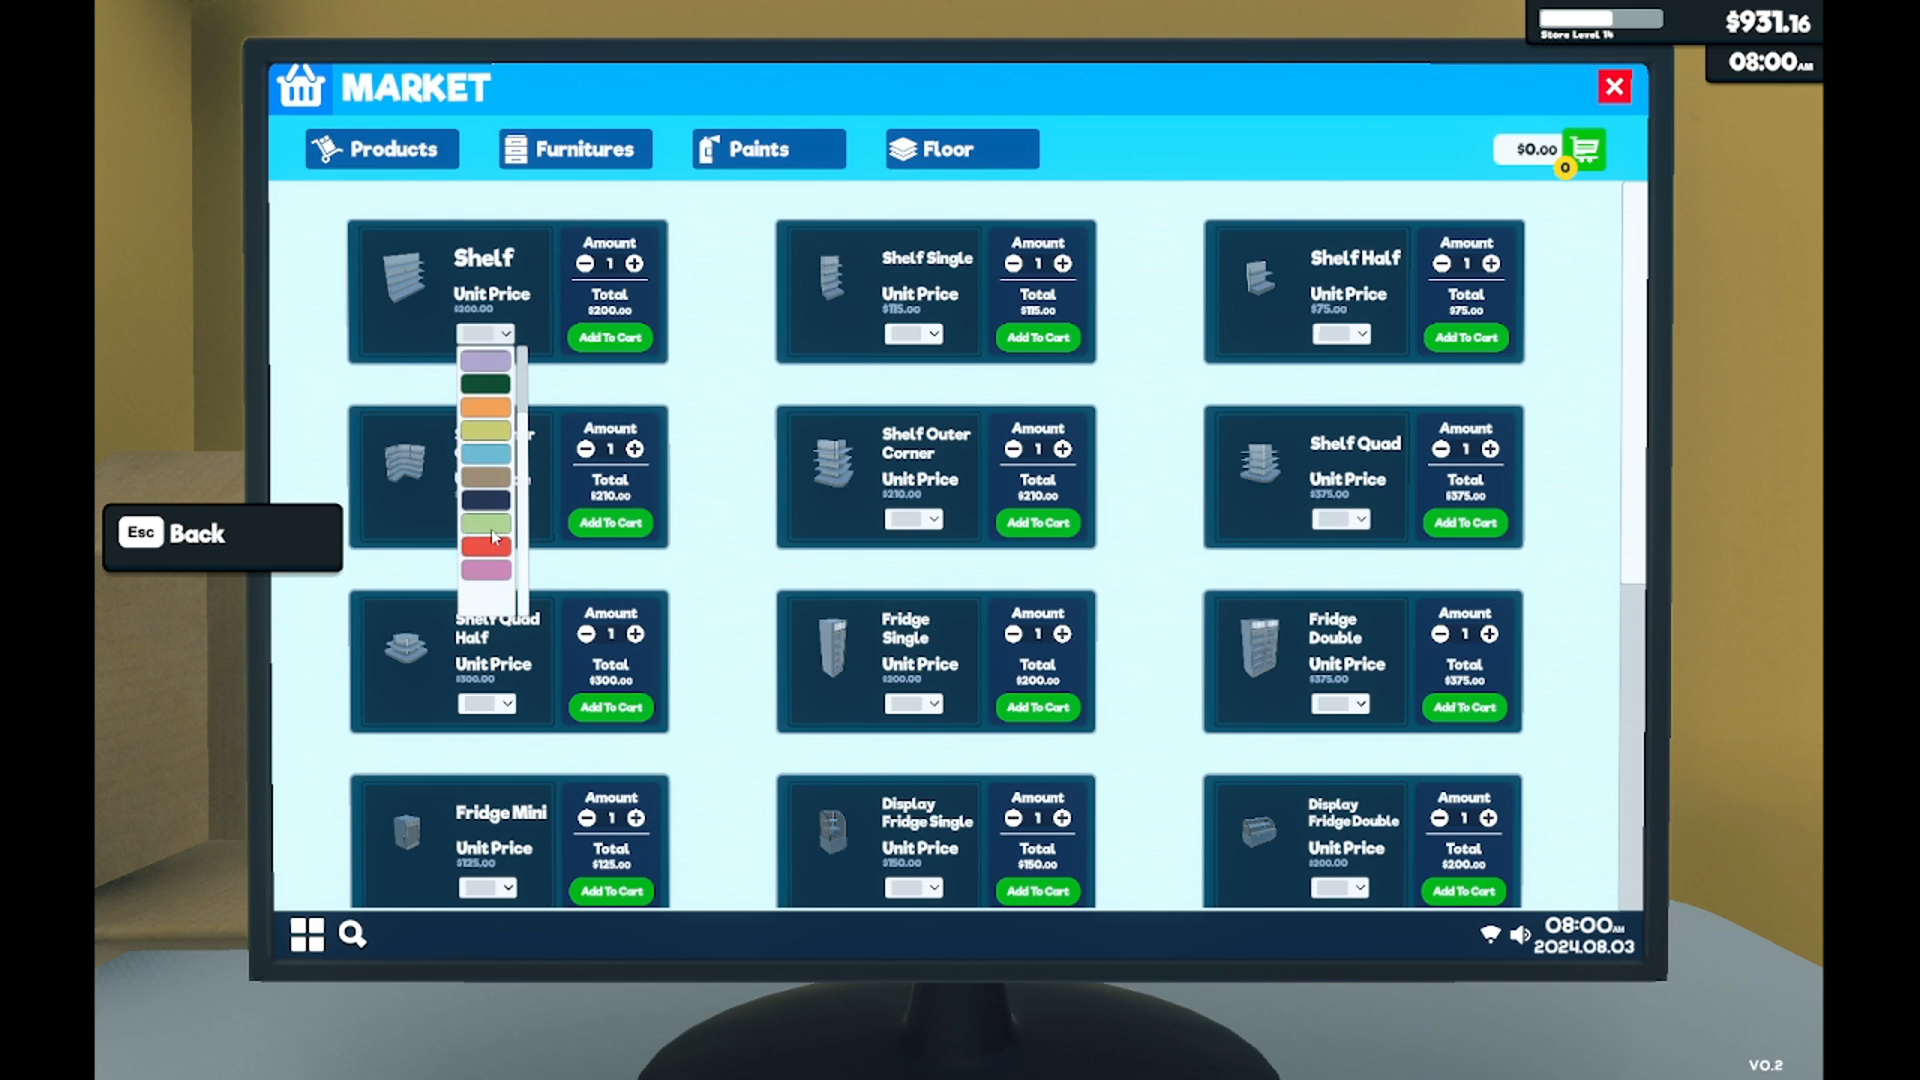 $931.16
Store Level 14
08:00AM
MARKET
Products
Furnitures
Paints
Floor
$0.00
0
Shelf
Unit Price
$200.00
Amount
1
Total
$200.00
Add To Cart
Shelf Single
Unit Price
$115.00
Amount
1
Total
$115.00
Add To Cart
Shelf Half
Unit Price
$75.00
Amount
1
Total
$75.00
Add To Cart
Amount
1
Total
$210.00
Add To Cart
Shelf Outer
Corner
Unit Price
$210.00
Amount
1
Total
$210.00
Add To Cart
Shelf Quad
Unit Price
$375.00
Amount
1
Total
$375.00
Add To Cart
Esc Back
Shelf Quad
Half
Unit Price
$300.00
Amount
1
Total
$300.00
Add To Cart
Fridge
Single
Unit Price
$200.00
Amount
1
Total
$200.00
Add To Cart
Fridge
Double
Unit Price
$375.00
Amount
1
Total
$375.00
Add To Cart
Fridge Mini
Unit Price
$125.00
Amount
1
Total
$125.00
Add To Cart
Display
Fridge Single
Unit Price
$150.00
Amount
1
Total
$150.00
Add To Cart
Display
Fridge Double
Unit Price
$200.00
Amount
1
Total
$200.00
Add To Cart
08:00AM
2024.08.03
V0.2